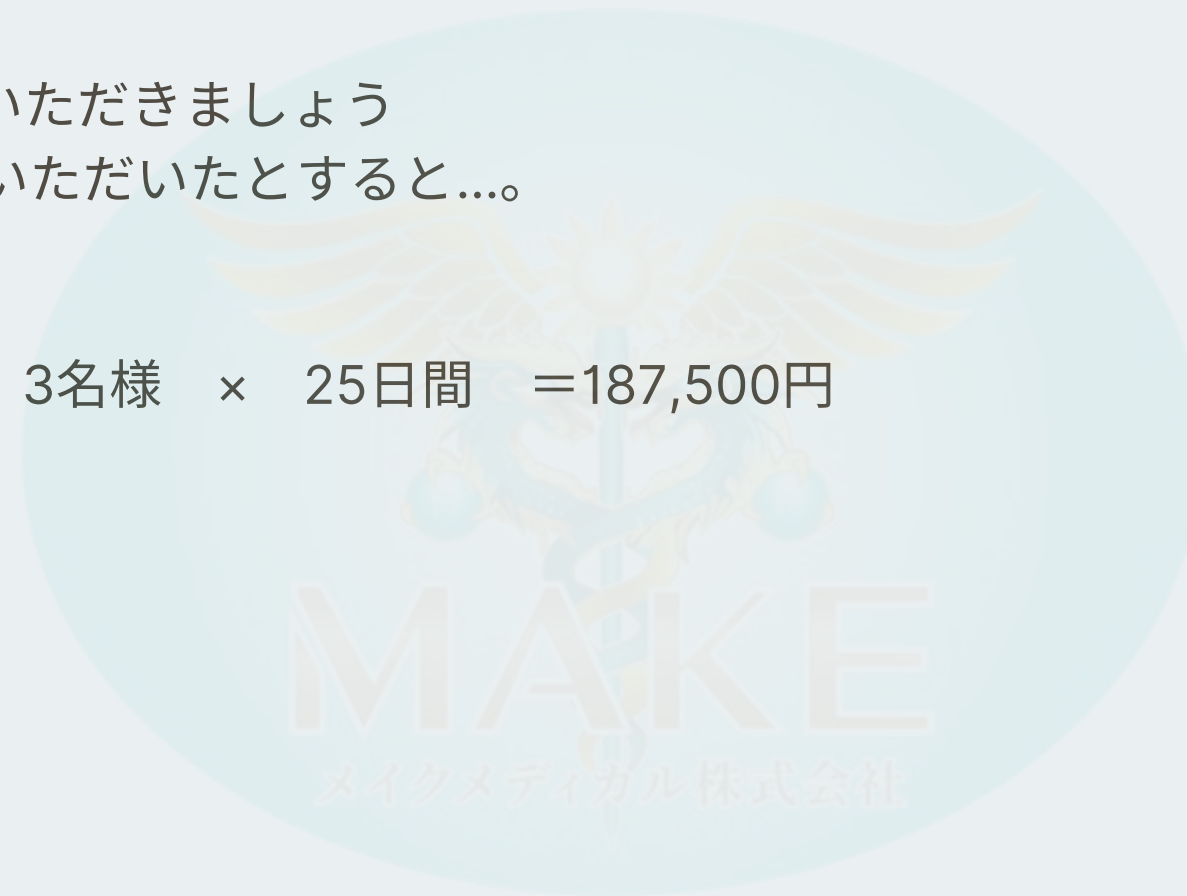 いただきましょう
いただいたとすると…。
3名様　×　25日間　＝187,500円
MAKE
メイクメディカル株式会社